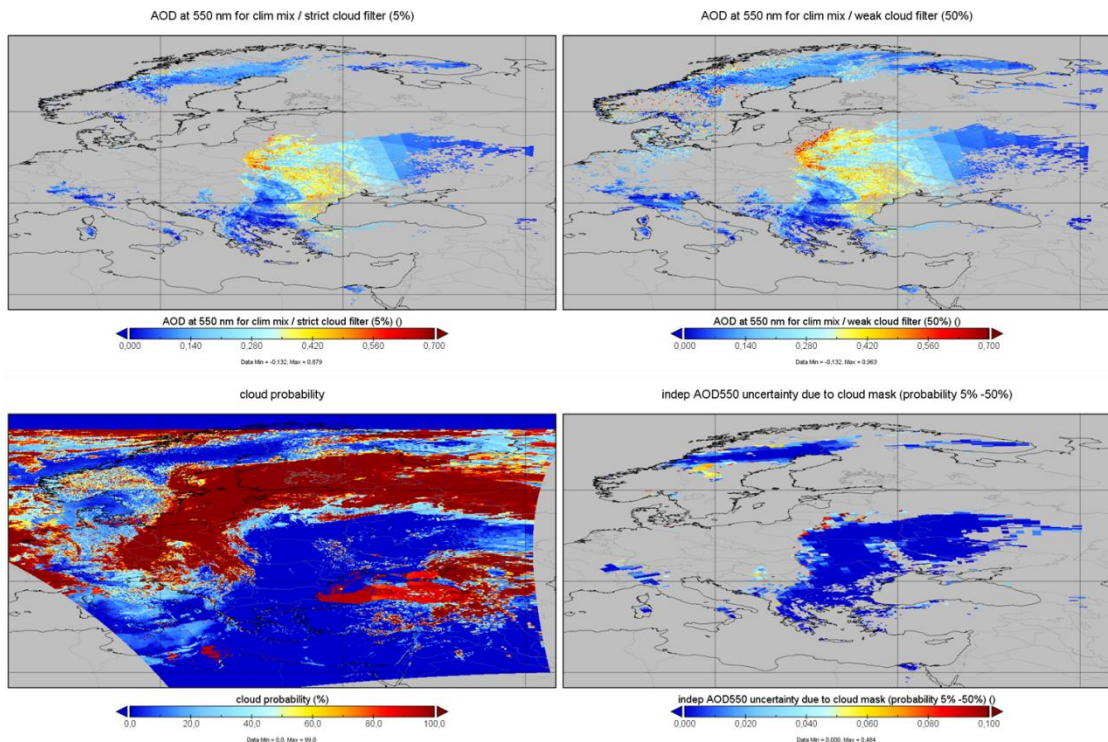 AOD at 550 nm for clim mix / strict cloud filter (5%)
AOD at 550 nm for clim mix / strict cloud filter (5%) ()
0,000 0,140 0,280 0,420 0,560 0,700
Data Min = -0.132, Max = 0.879
AOD at 550 nm for clim mix / weak cloud filter (50%)
AOD at 550 nm for clim mix / weak cloud filter (50%) ()
0,000 0,140 0,280 0,420 0,560 0,700
Data Min = -0.132, Max = 0.963
cloud probability
cloud probability (%)
0,0 20,0 40,0 60,0 80,0 100,0
Data Min = 0.0, Max = 99.0
indep AOD550 uncertainty due to cloud mask (probability 5% -50%)
indep AOD550 uncertainty due to cloud mask (probability 5% -50%) ()
0,000 0,020 0,040 0,060 0,080 0,100
Data Min = 0.000, Max = 0.484